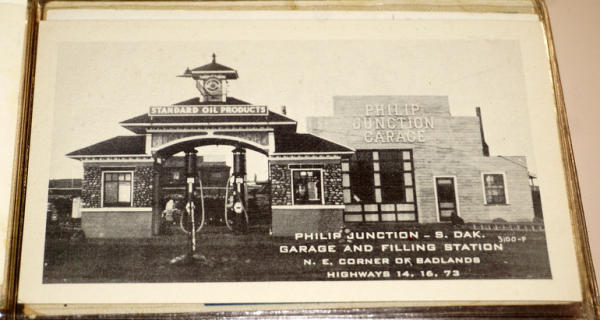 STANDARD OIL PRODUCTS
PHILIP
JUNCTION
GARAGE
PHILIP JUNCTION - S. DAK.
GARAGE AND FILLING STATION 5100-F
N. E. CORNER OF BADLANDS
HIGHWAYS 14, 16, 73